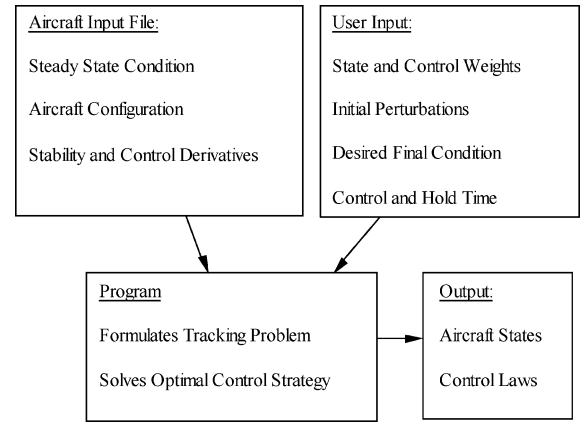 Aircraft Input File:
Steady State Condition
Aircraft Configuration
Stability and Control Derivatives
User Input:
State and Control Weights
Initial Perturbations
Desired Final Condition
Control and Hold Time
Program
Formulates Tracking Problem
Solves Optimal Control Strategy
Output:
Aircraft States
Control Laws